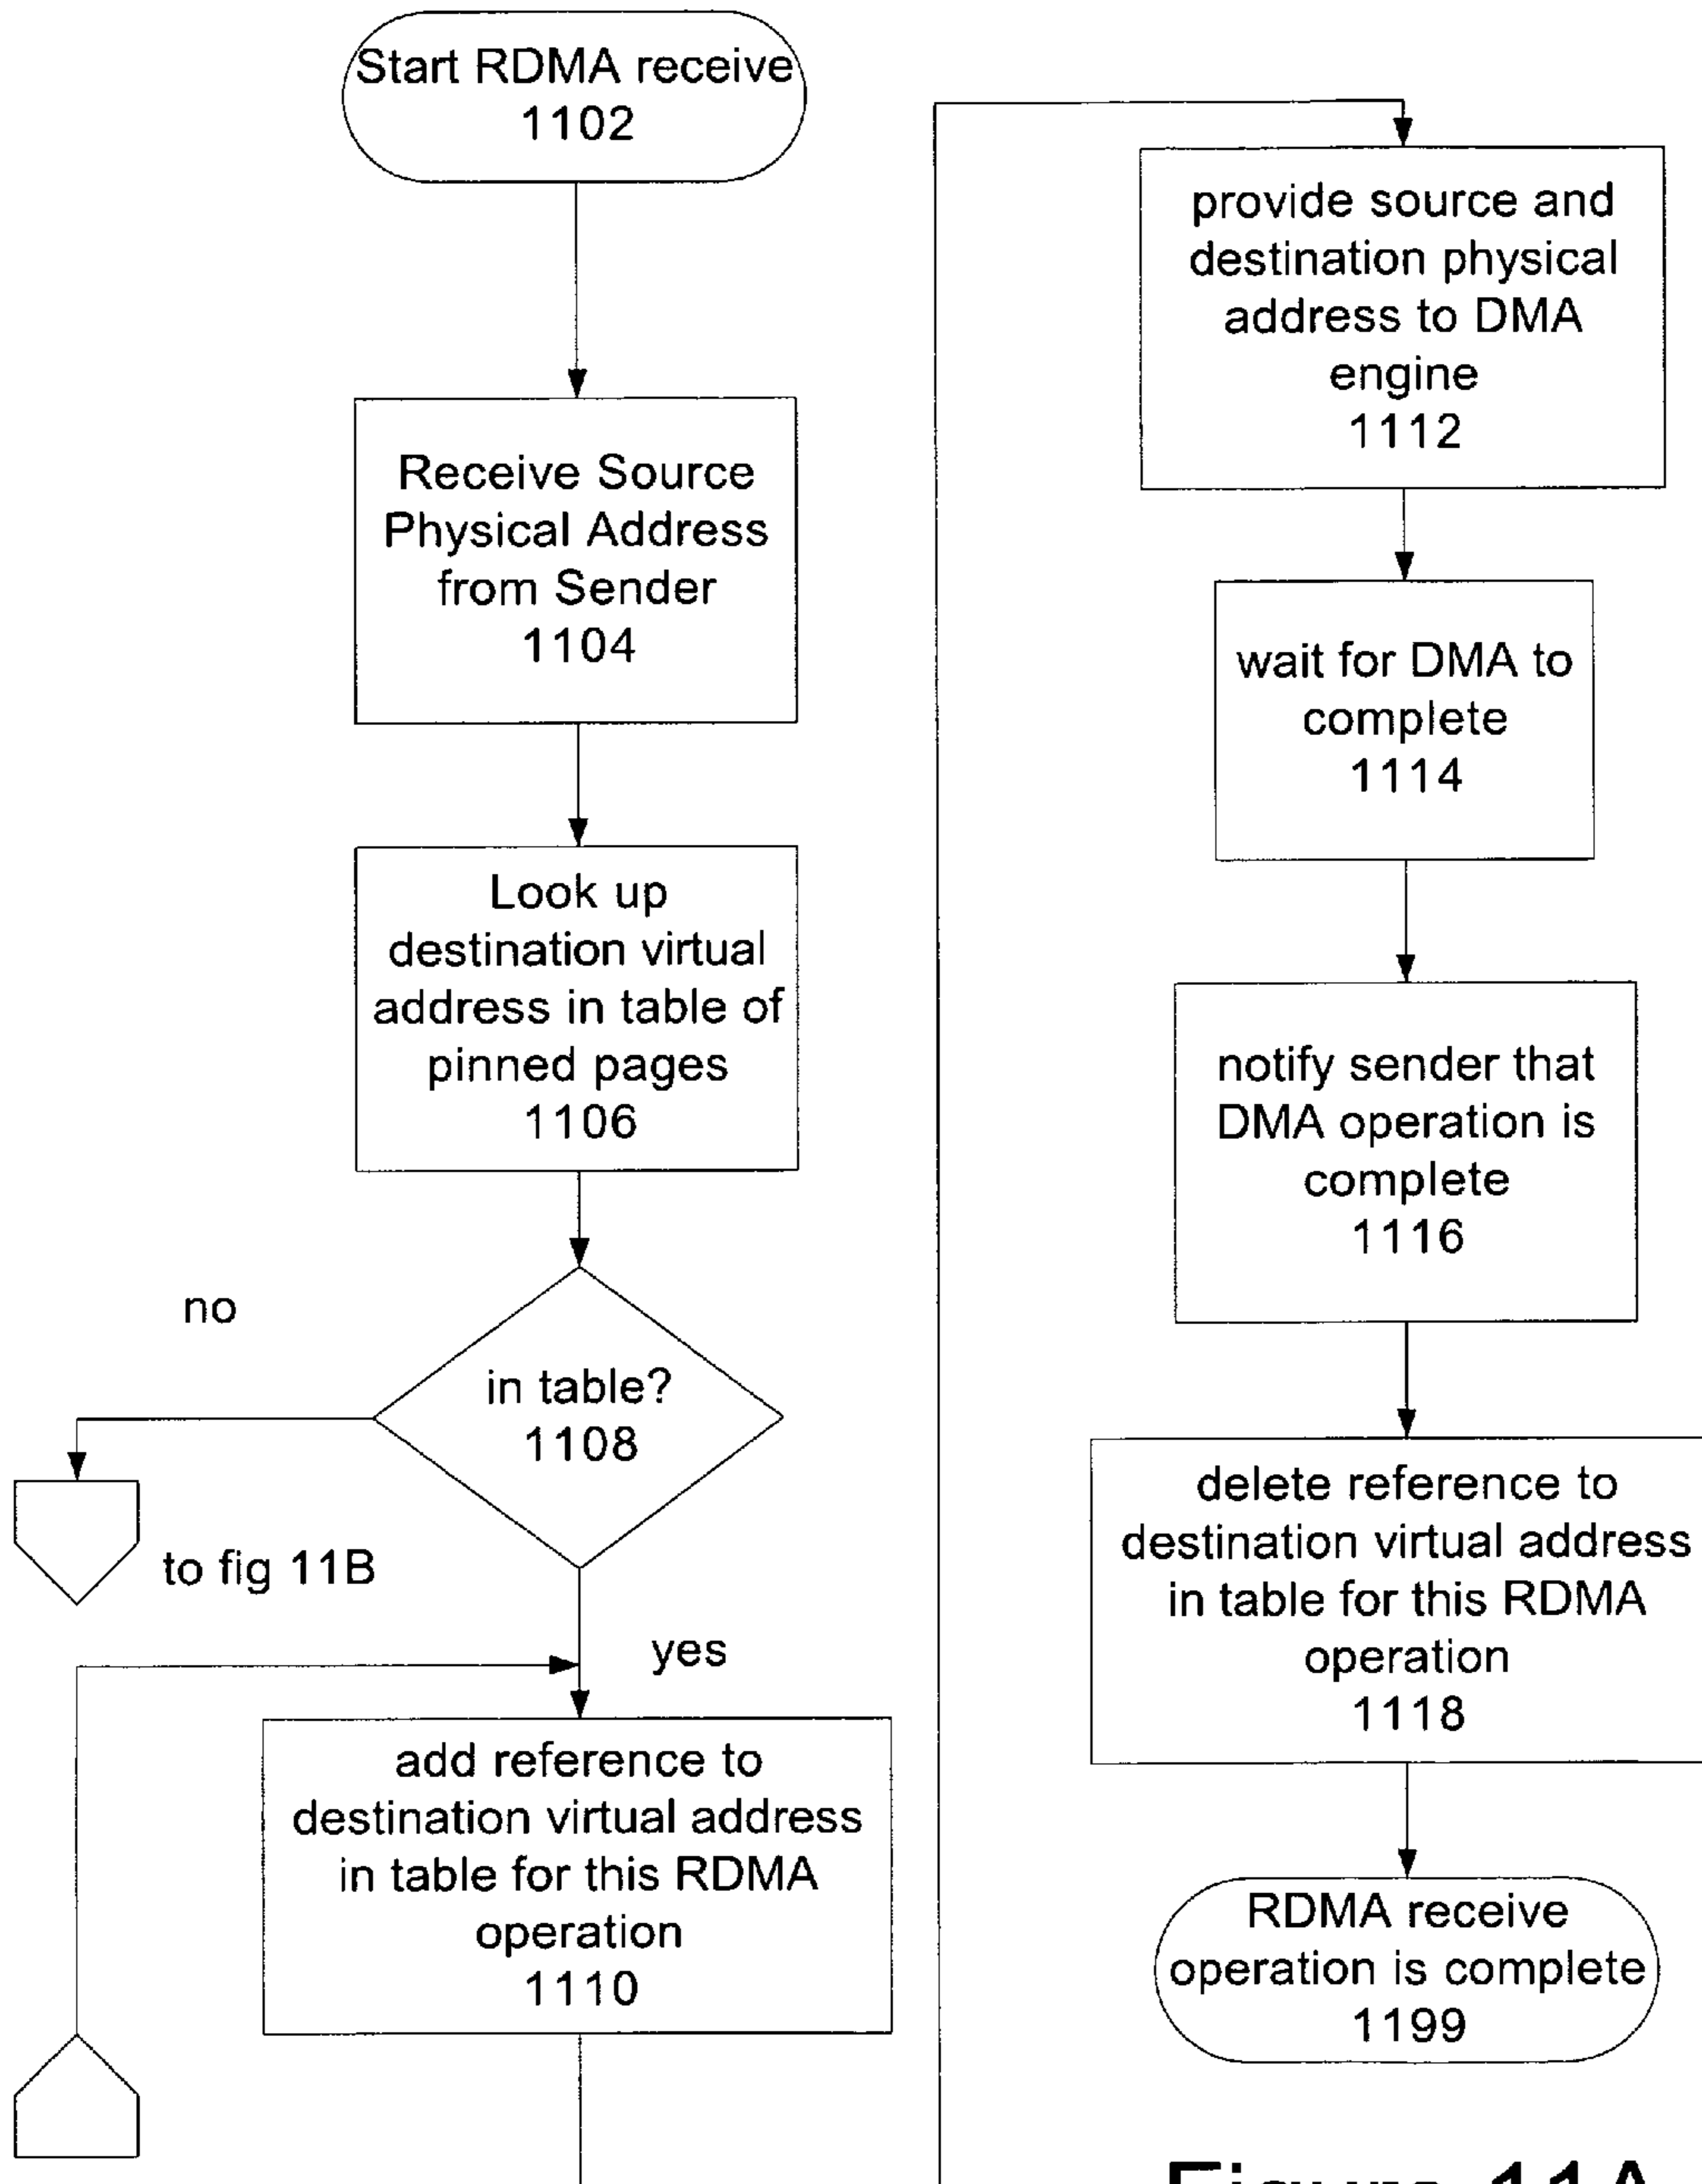 Start RDMA receive
1102
Receive Source
Physical Address
from Sender
1104
Look up
destination virtual
address in table of
pinned pages
1106
no
in table?
1108
to fig 11B
yes
add reference to
destination virtual address
in table for this RDMA
operation
1110
provide source and
destination physical
address to DMA
engine
1112
wait for DMA to
complete
1114
notify sender that
DMA operation is
complete
1116
delete reference to
destination virtual address
in table for this RDMA
operation
1118
RDMA receive
operation is complete
1199
Figure 11A